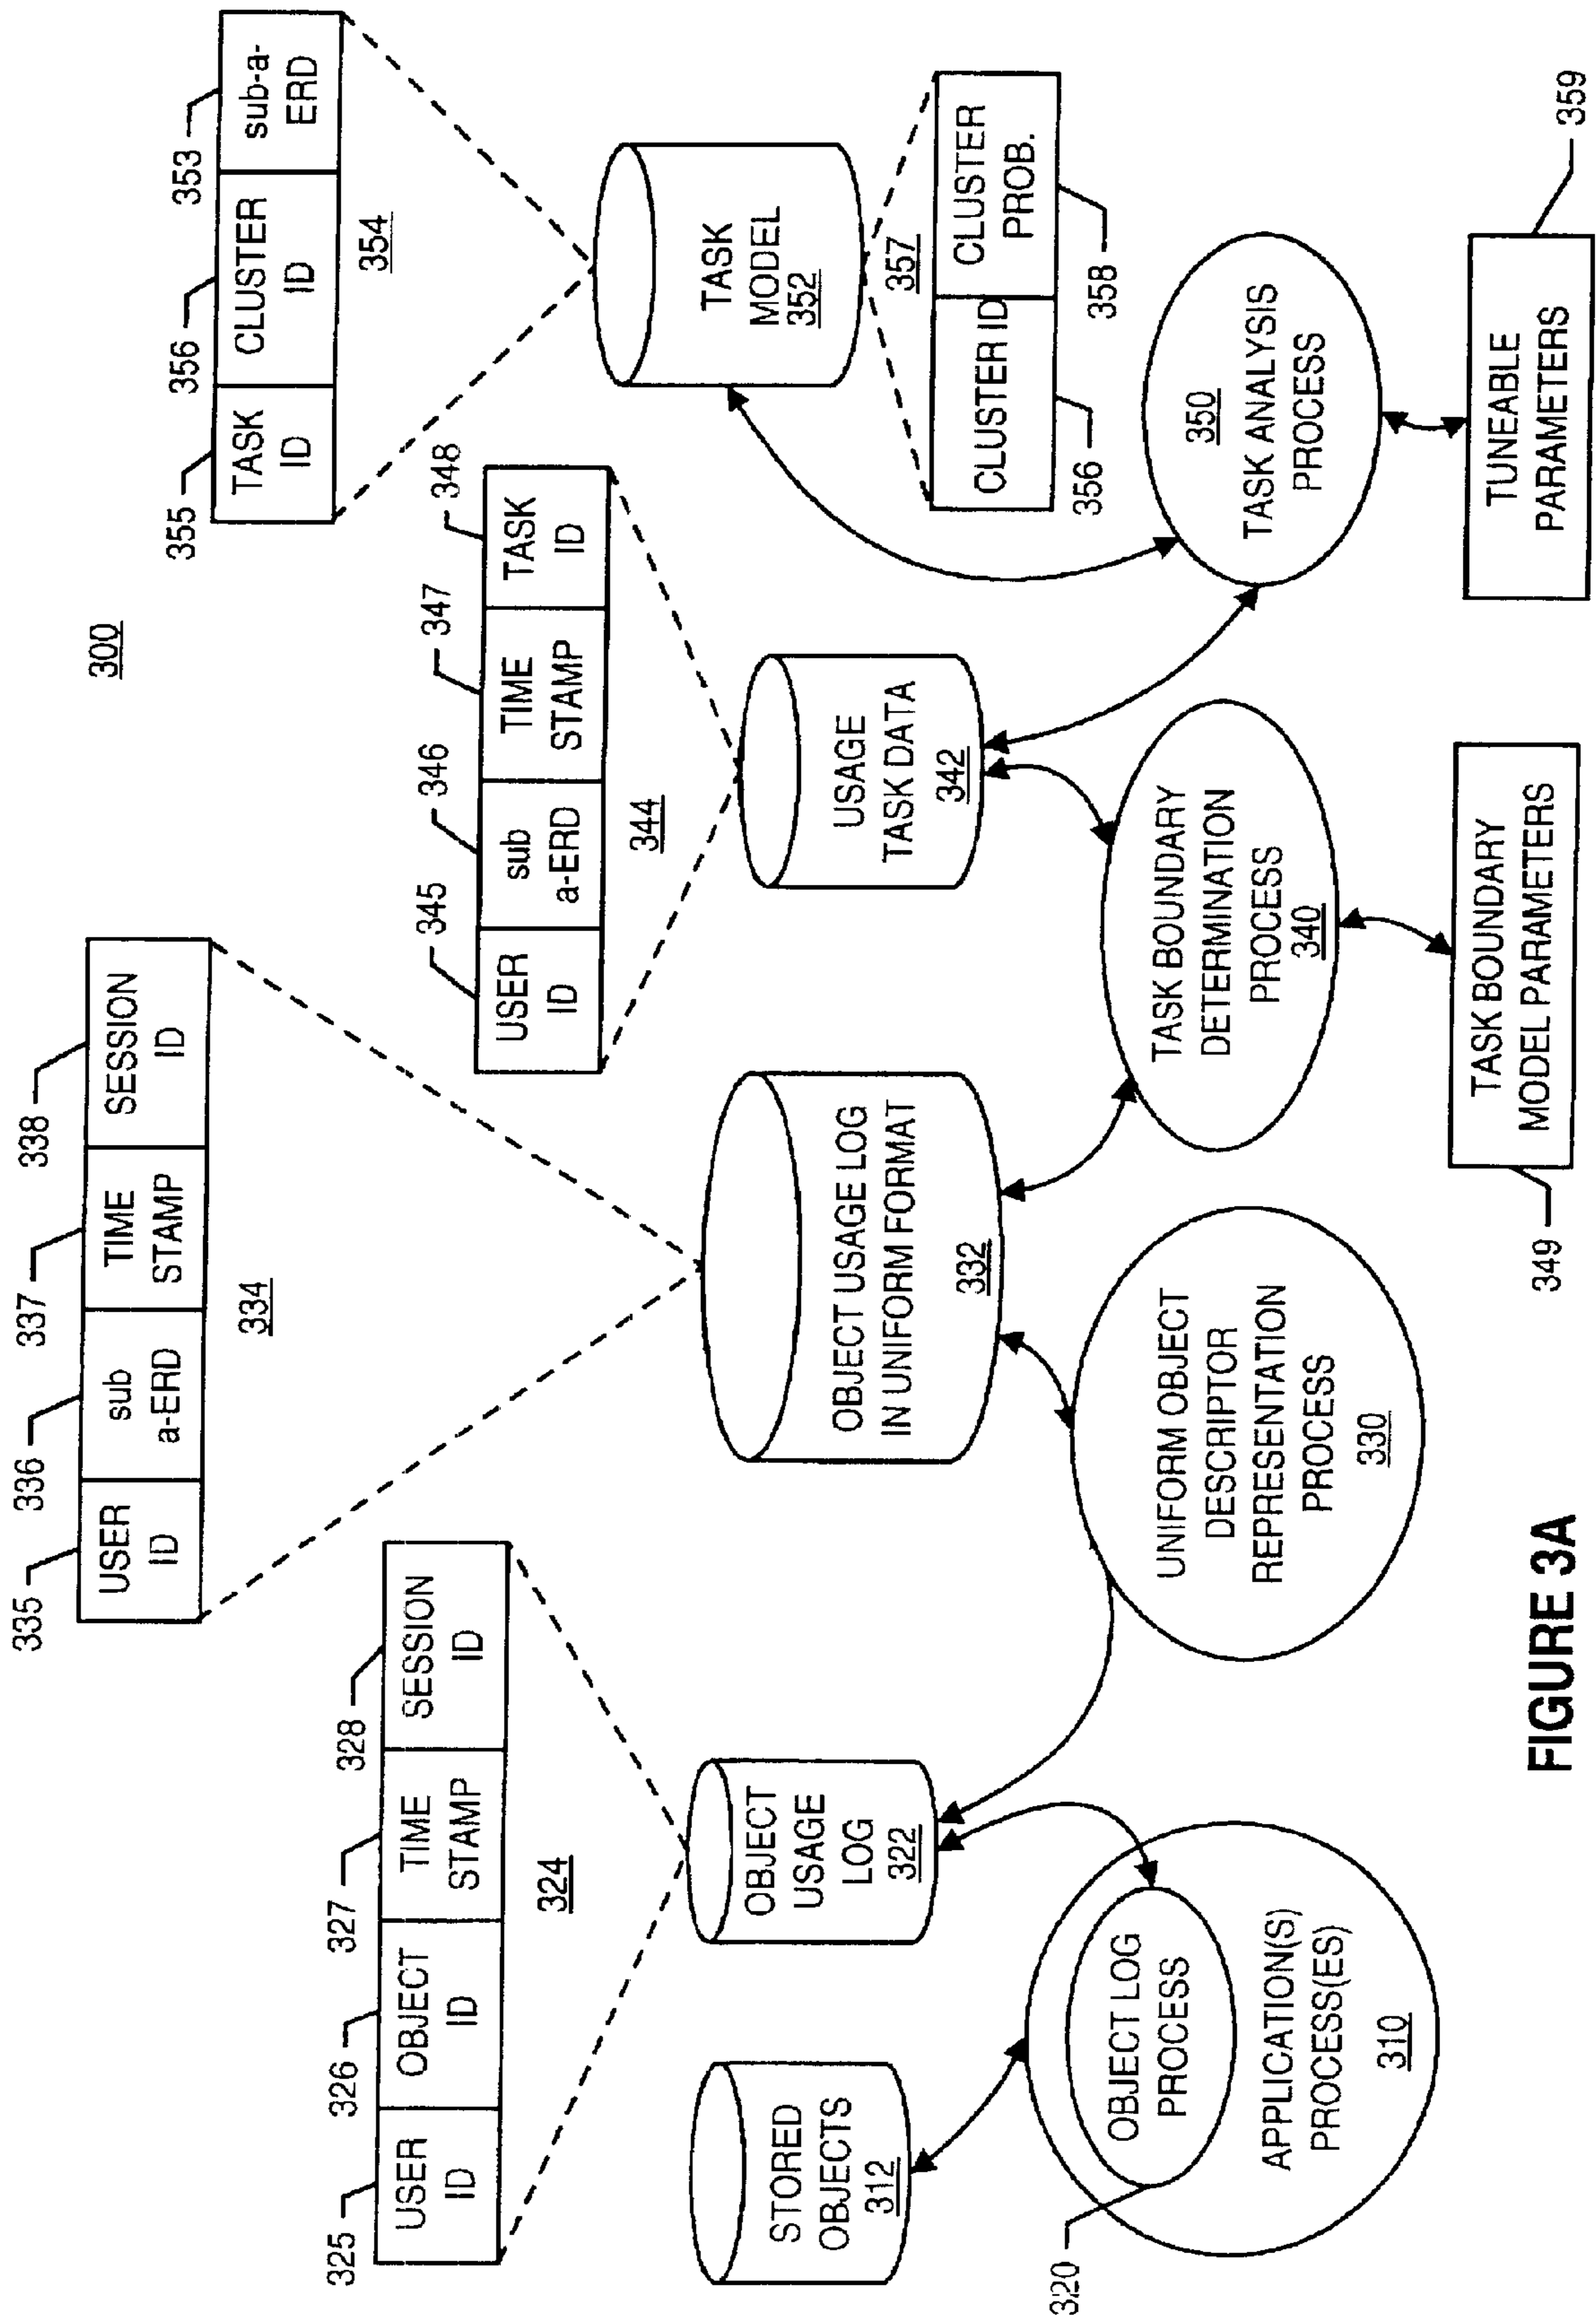 300
335
336
337
338
USER
ID
sub
a-ERD
TIME
STAMP
SESSION
ID
334
325
326
327
328
USER
ID
OBJECT
ID
TIME
STAMP
SESSION
ID
324
345
346
347
348
USER
ID
sub
a-ERD
TIME
STAMP
TASK
ID
344
355
356
353
TASK
ID
CLUSTER
ID
sub-a-
ERD
354
STORED
OBJECTS
312
OBJECT
USAGE
LOG
322
OBJECT USAGE LOG
IN UNIFORM FORMAT
332
USAGE
TASK DATA
342
TASK
MODEL
352
357
CLUSTER ID
CLUSTER
PROB.
356
358
320
OBJECT LOG
PROCESS
APPLICATION(S)
PROCESS(ES)
310
UNIFORM OBJECT
DESCRIPTOR
REPRESENTATION
PROCESS
330
TASK BOUNDARY
DETERMINATION
PROCESS
340
350
TASK ANALYSIS
PROCESS
349
TASK BOUNDARY
MODEL PARAMETERS
TUNEABLE
PARAMETERS
359
FIGURE 3A